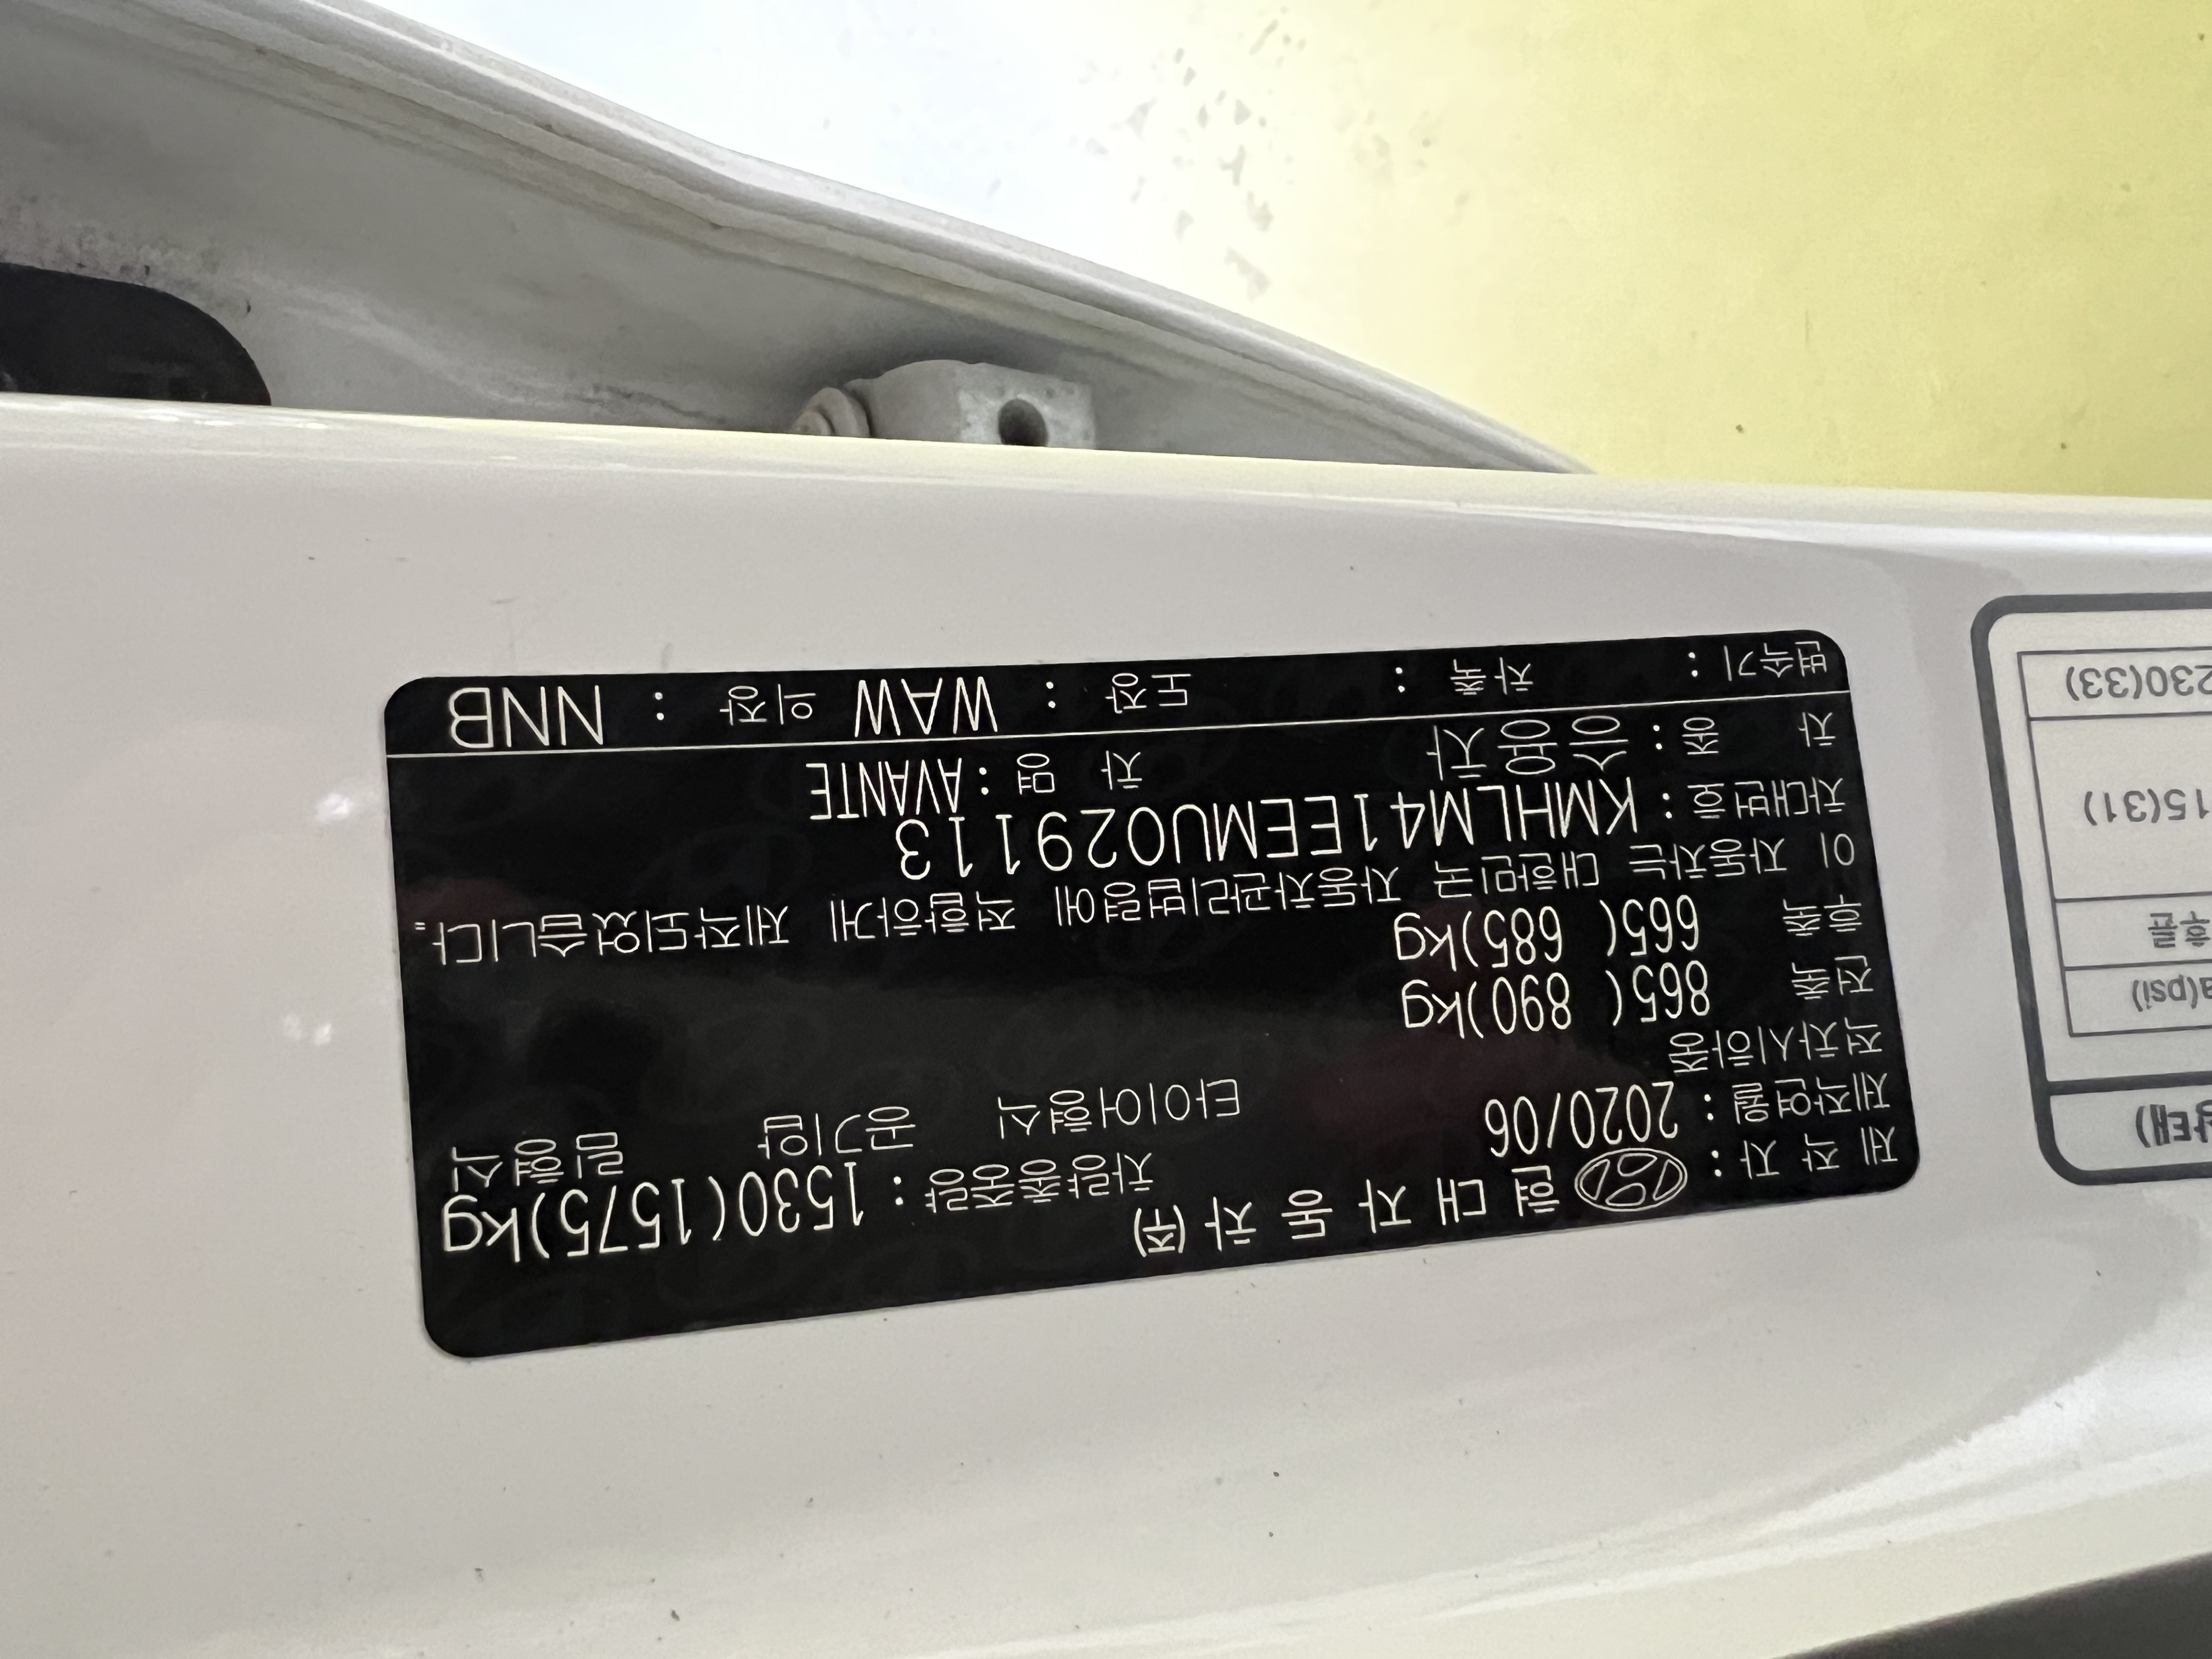 제 작 자 : 현 대 자 동 차 (주)
제작연월 : 2020/06 차량총중량 : 1530(1575)kg
적차시하중 타이어형식 공기압 림형식
전 축 865( 890)kg
후축 665( 685)kg
이 자동차는 대한민국 자동차관리법령에 적합하게 제작되었습니다.
차대번호 : KMHLM41EEMU029113
차 종 : 승용차 차 명 : AVANTE
변속기 : 차축 : 도장 : WAW 의장 : NNB
(psi)
후륜
15(31)
230(33)